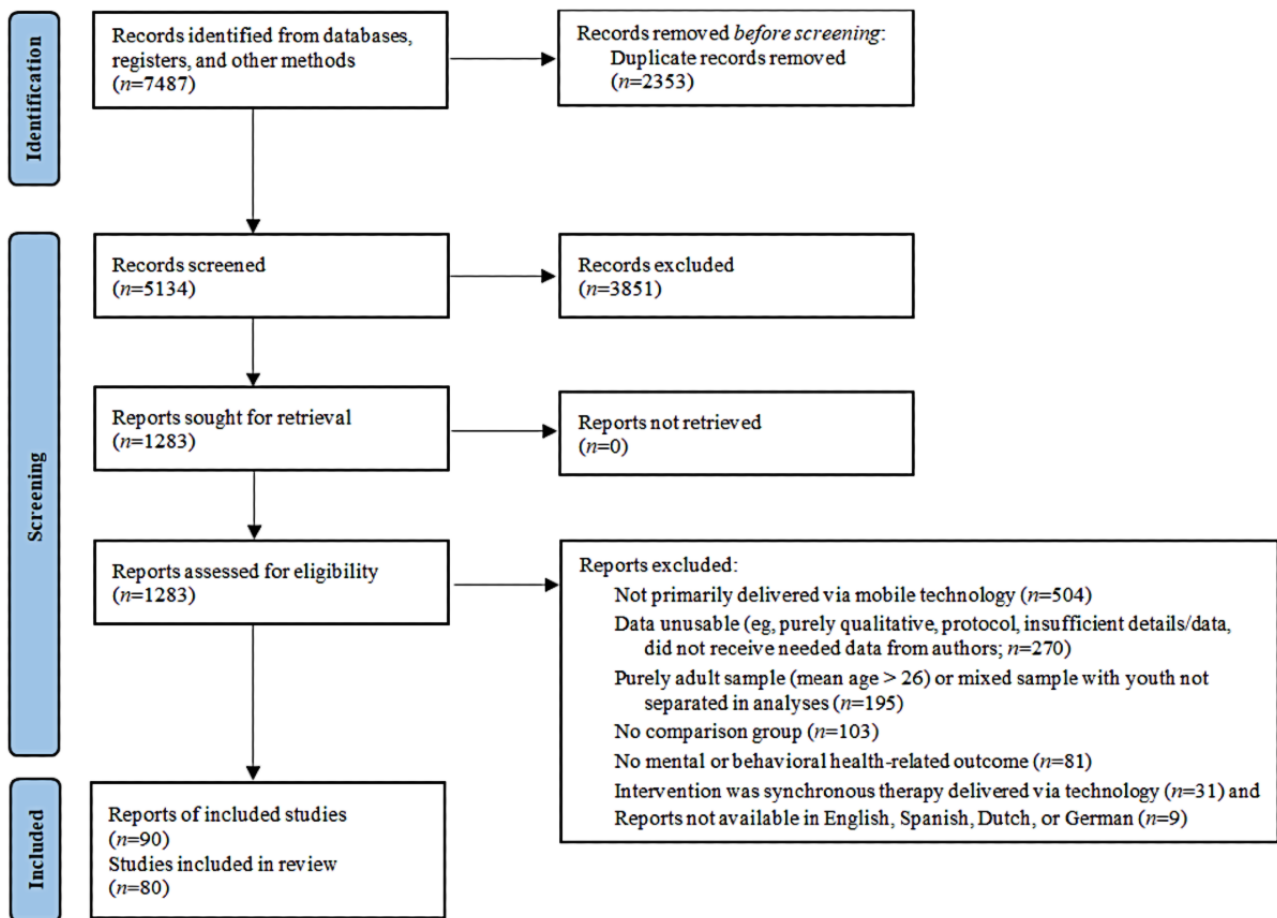 Identification
Records identified from databases,
registers, and other methods
(n=7487)
Records removed before screening:
Duplicate records removed
(n=2353)
Screening
Records screened
(n=5134)
Records excluded
(n=3851)
Reports sought for retrieval
(n=1283)
Reports not retrieved
(n=0)
Reports assessed for eligibility
(n=1283)
Reports excluded:
Not primarily delivered via mobile technology (n=504)
Data unusable (eg, purely qualitative, protocol, insufficient details/data,
did not receive needed data from authors; n=270)
Purely adult sample (mean age > 26) or mixed sample with youth not
separated in analyses (n=195)
No comparison group (n=103)
No mental or behavioral health-related outcome (n=81)
Intervention was synchronous therapy delivered via technology (n=31) and
Reports not available in English, Spanish, Dutch, or German (n=9)
Included
Reports of included studies
(n=90)
Studies included in review
(n=80)